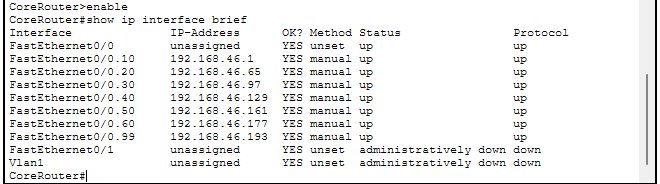 CoreRouter>enable
CoreRouter#show ip interface brief
Interface              IP-Address      OK? Method Status                Protocol
FastEthernet0/0        unassigned      YES unset  up                    up
FastEthernet0/0.10     192.168.46.1    YES manual up                    up
FastEthernet0/0.20     192.168.46.65   YES manual up                    up
FastEthernet0/0.30     192.168.46.97   YES manual up                    up
FastEthernet0/0.40     192.168.46.129  YES manual up                    up
FastEthernet0/0.50     192.168.46.161  YES manual up                    up
FastEthernet0/0.60     192.168.46.177  YES manual up                    up
FastEthernet0/0.99     192.168.46.193  YES manual up                    up
FastEthernet0/1        unassigned      YES unset  administratively down down
Vlan1                  unassigned      YES unset  administratively down down
CoreRouter#